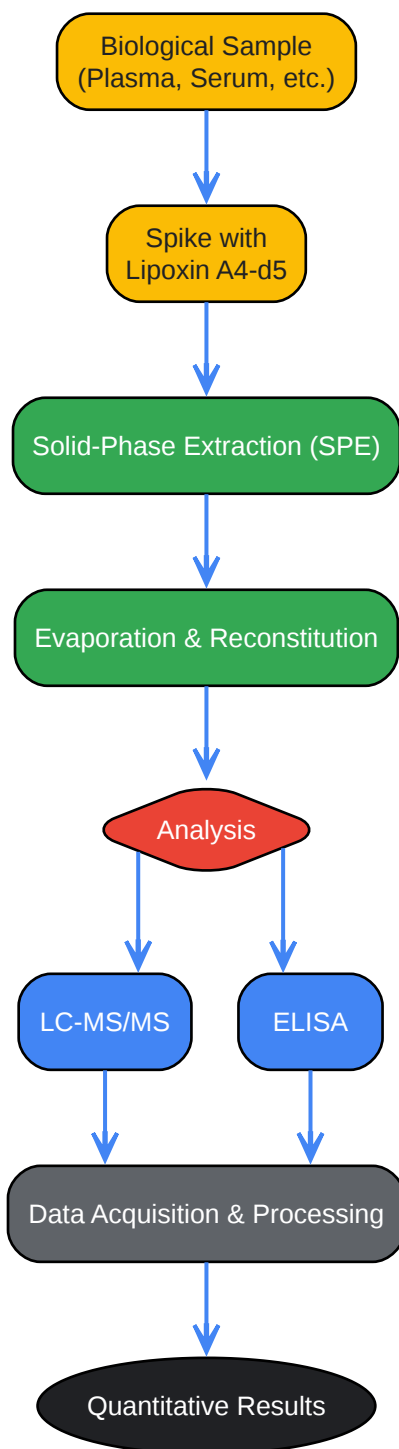 Biological Sample
(Plasma, Serum, etc.)
Spike with
Lipoxin A4-d5
Solid-Phase Extraction (SPE)
Evaporation & Reconstitution
Analysis
LC-MS/MS
ELISA
Data Acquisition & Processing
Quantitative Results